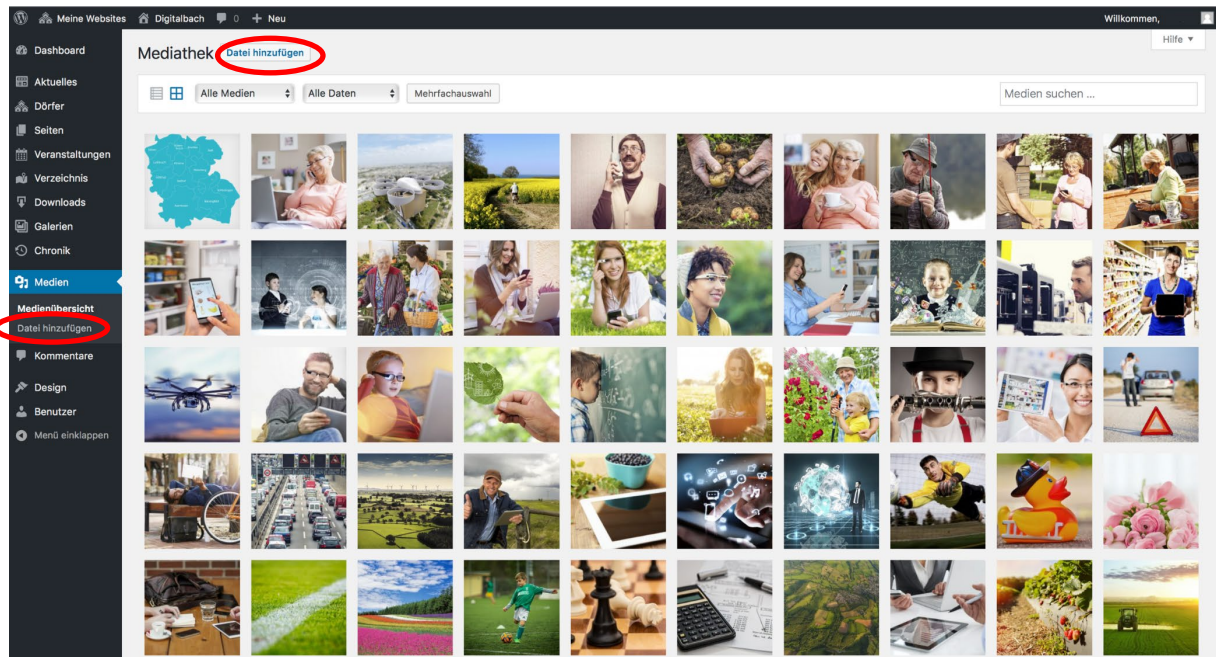 Meine Websites Digitalbach 0 + Neu Willkommen,
Hilfe
Dashboard
Aktuelles
Dörfer
Seiten
Veranstaltungen
Verzeichnis
Downloads
Galerien
Chronik
Medien
Medienübersicht
Datei hinzufügen
Kommentare
Design
Benutzer
Menü einklappen
Mediathek Datei hinzufügen
Alle Medien Alle Daten Mehrfachauswahl Medien suchen ...